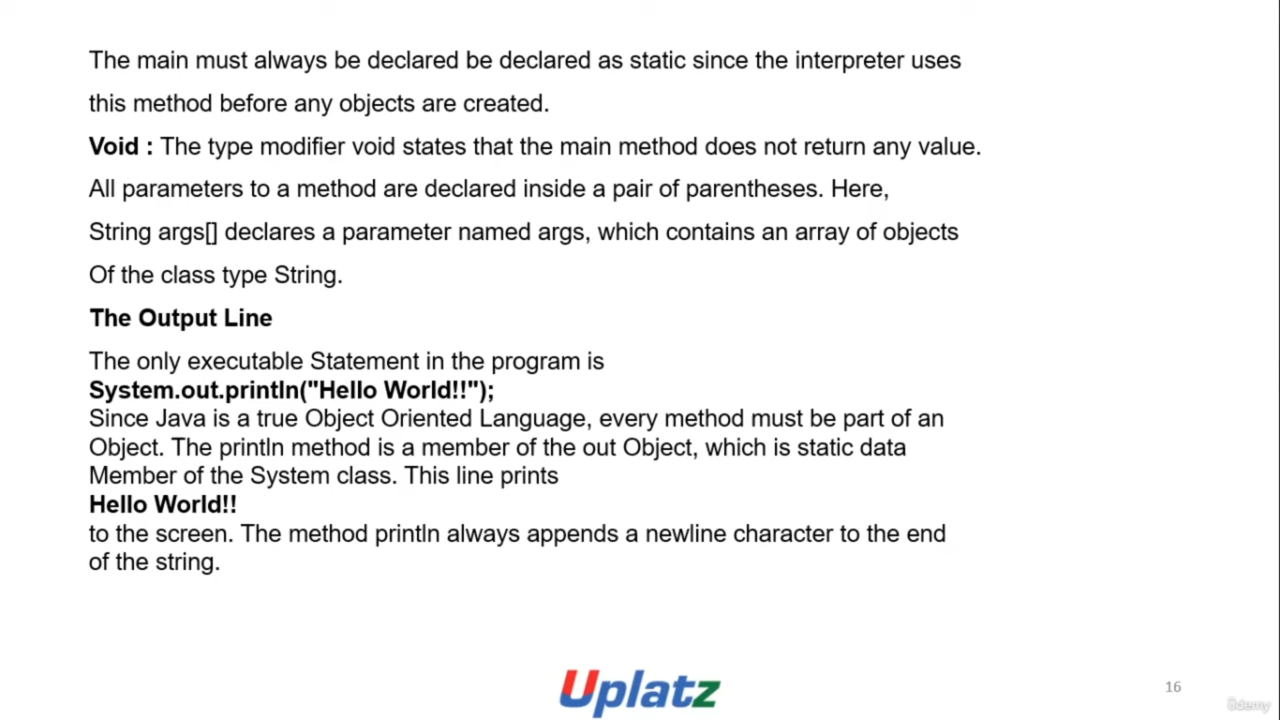 The main must always be declared be declared as static since the interpreter uses
this method before any objects are created.
Void : The type modifier void states that the main method does not return any value.
All parameters to a method are declared inside a pair of parentheses. Here,
String args[] declares a parameter named args, which contains an array of objects
Of the class type String.
The Output Line
The only executable Statement in the program is
System.out.println("Hello World!!");
Since Java is a true Object Oriented Language, every method must be part of an
Object. The println method is a member of the out Object, which is static data
Member of the System class. This line prints
Hello World!!
to the screen. The method println always appends a newline character to the end
of the string.
Uplatz
16
ûdemy